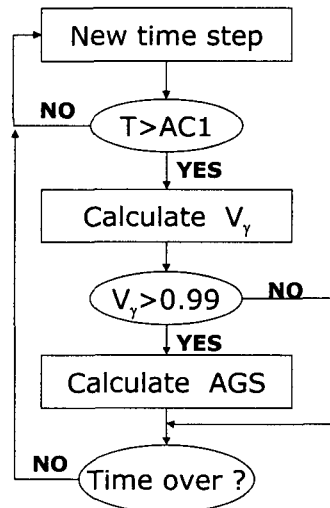 New time step
NO
T>AC1
YES
Calculate Vγ
Vγ>0.99
NO
YES
Calculate AGS
NO
Time over ?